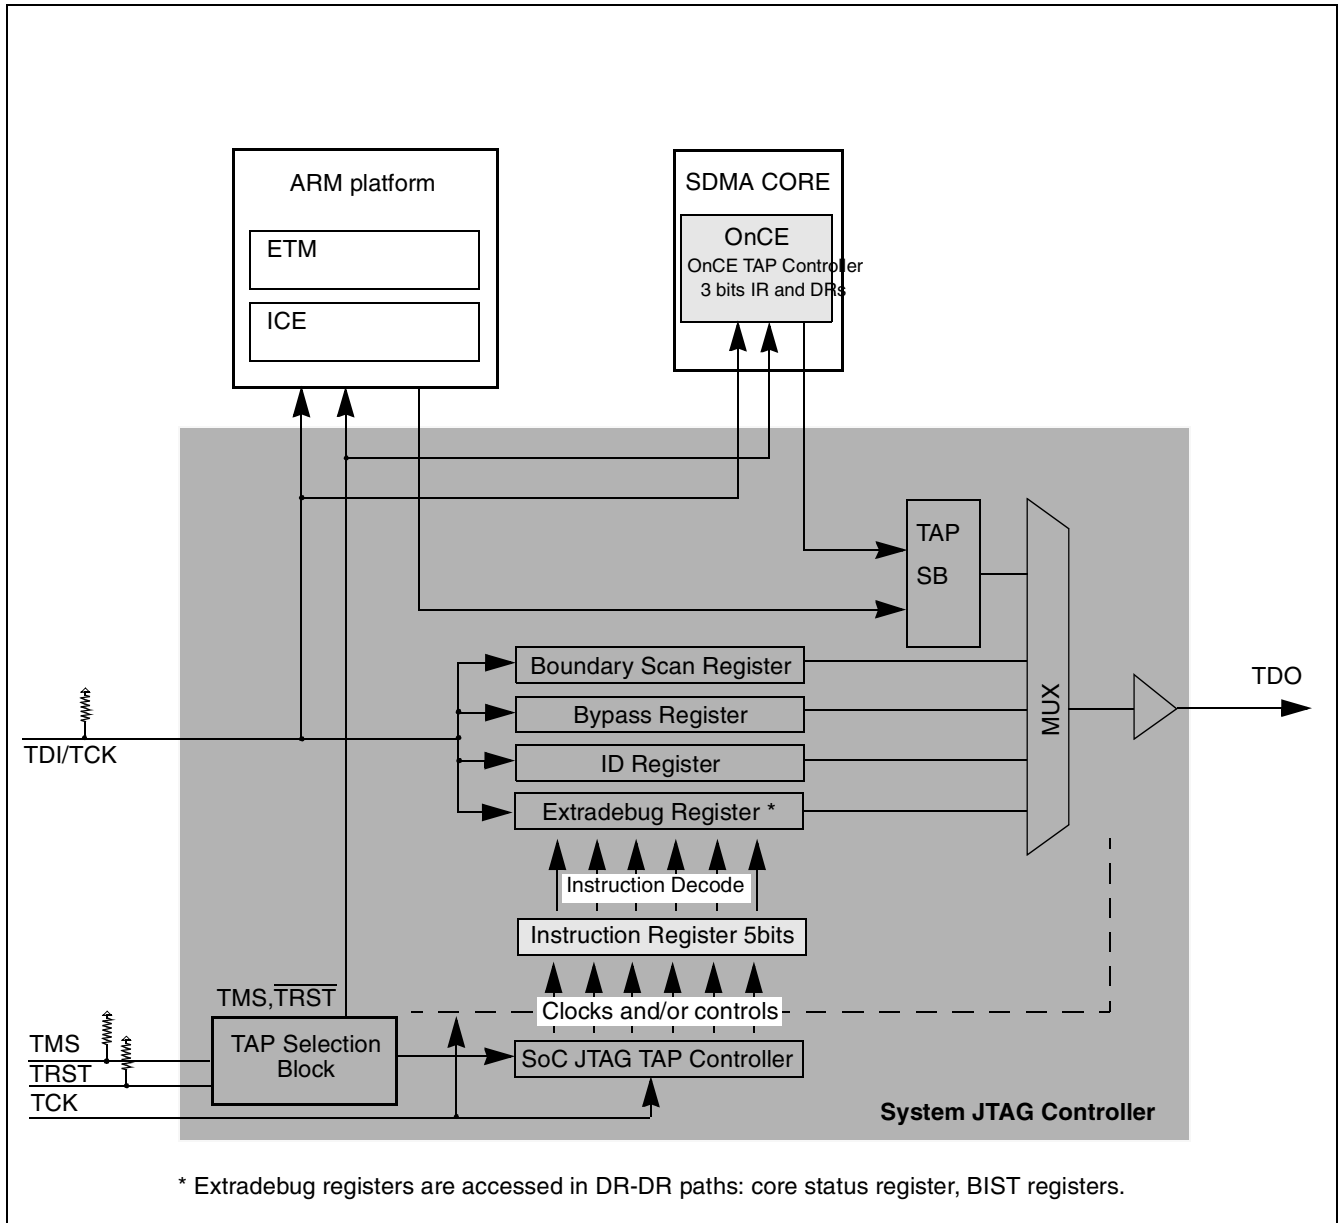 ARM platform
ETM
ICE
SDMA CORE
OnCE
OnCE TAP Controller
3 bits IR and DRs
TAP
SB
Boundary Scan Register
Bypass Register
ID Register
Extradebug Register *
MUX
TDO
TDI/TCK
Instruction Decode
Instruction Register 5bits
TMS,TRST
Clocks and/or controls
TAP Selection
Block
SoC JTAG TAP Controller
TMS
TRST
TCK
System JTAG Controller
* Extradebug registers are accessed in DR-DR paths: core status register, BIST registers.